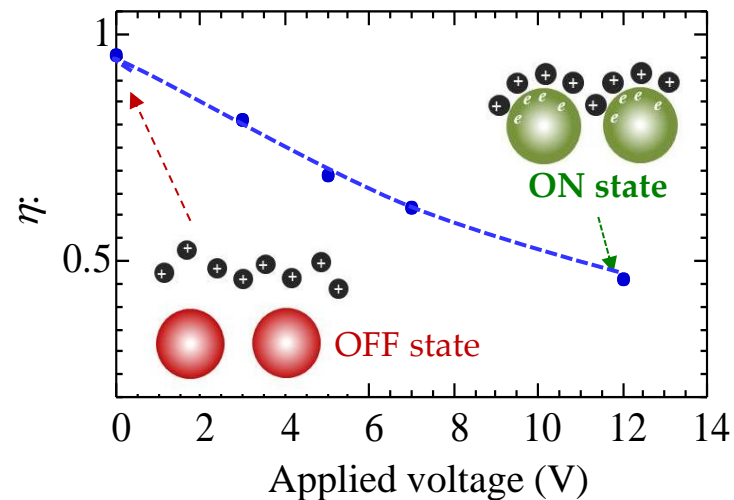 1
0.5
η:
+ + + + + + + + + +
e e e e e e e e
ON state
+ + + + + + + + +
OFF state
0 2 4 6 8 10 12 14
Applied voltage (V)